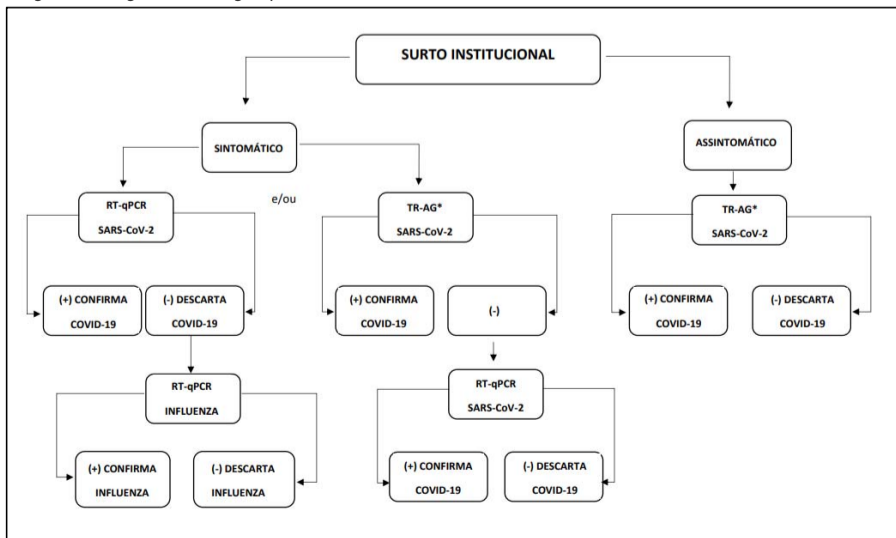 SURTO INSTITUCIONAL
SINTOMÁTICO
ASSINTOMÁTICO
RT-qPCR
SARS-CoV-2
e/ou
TR-AG*
SARS-CoV-2
TR-AG*
SARS-CoV-2
(+) CONFIRMA
COVID-19
(-) DESCARTA
COVID-19
(+) CONFIRMA
COVID-19
(-)
(+) CONFIRMA
COVID-19
(-) DESCARTA
COVID-19
RT-qPCR
INFLUENZA
RT-qPCR
SARS-CoV-2
(+) CONFIRMA
INFLUENZA
(-) DESCARTA
INFLUENZA
(+) CONFIRMA
COVID-19
(-) DESCARTA
COVID-19